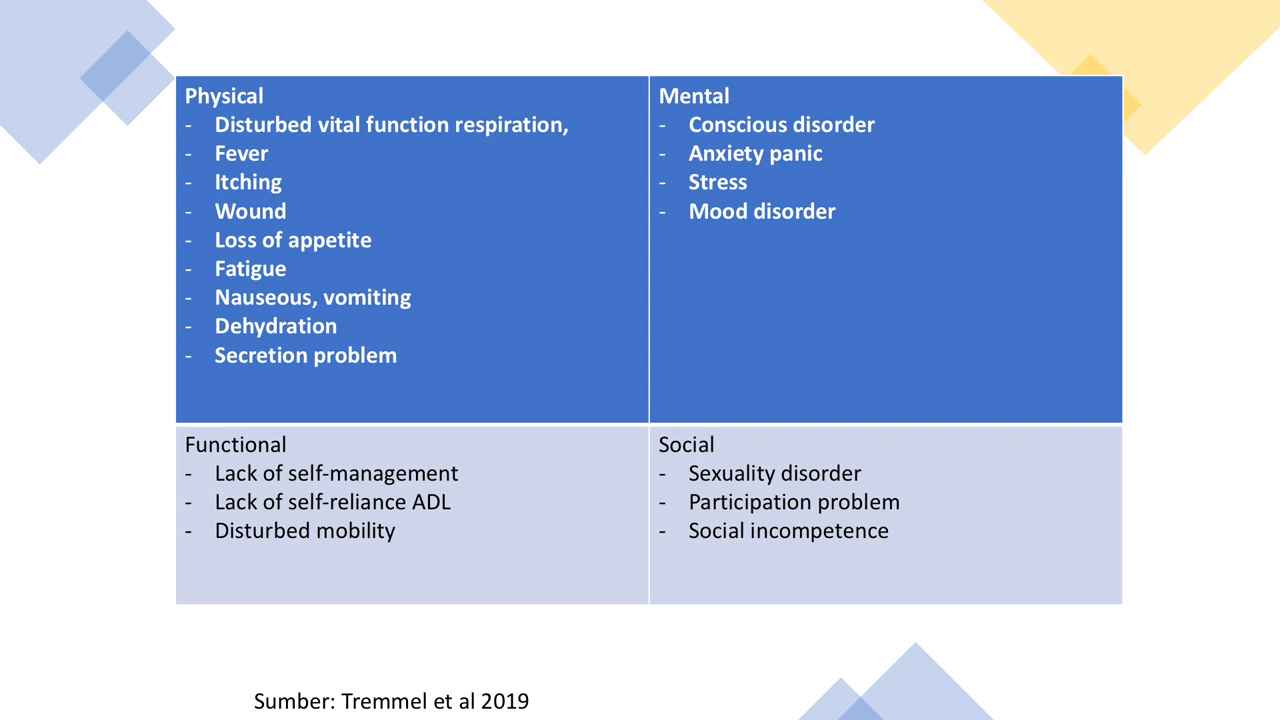 Physical
- Disturbed vital function respiration,
- Fever
- Itching
- Wound
- Loss of appetite
- Fatigue
- Nauseous, vomiting
- Dehydration
- Secretion problem
Mental
- Conscious disorder
- Anxiety panic
- Stress
- Mood disorder
Functional
- Lack of self-management
- Lack of self-reliance ADL
- Disturbed mobility
Social
- Sexuality disorder
- Participation problem
- Social incompetence
Sumber: Tremmel et al 2019